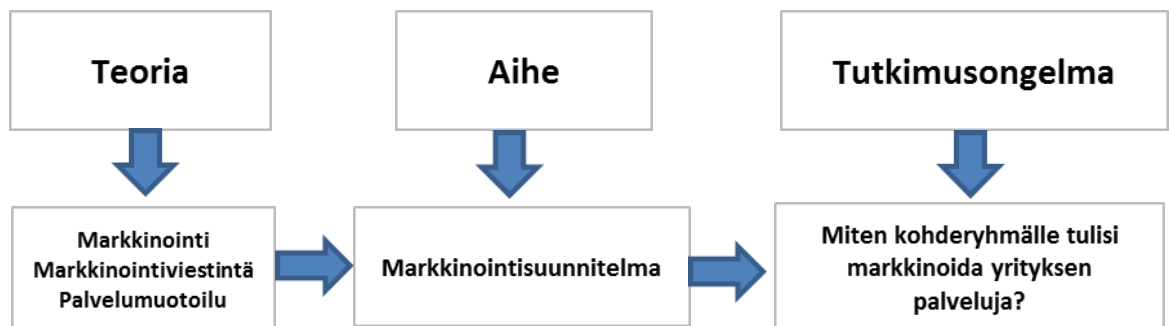 Teoria
Aihe
Tutkimusongelma
Markkinointi
Markkinointiviestintä
Palvelumuotoilu
Markkinointisuunnitelma
Miten kohderyhmälle tulisi
markkinoida yrityksen
palveluja?